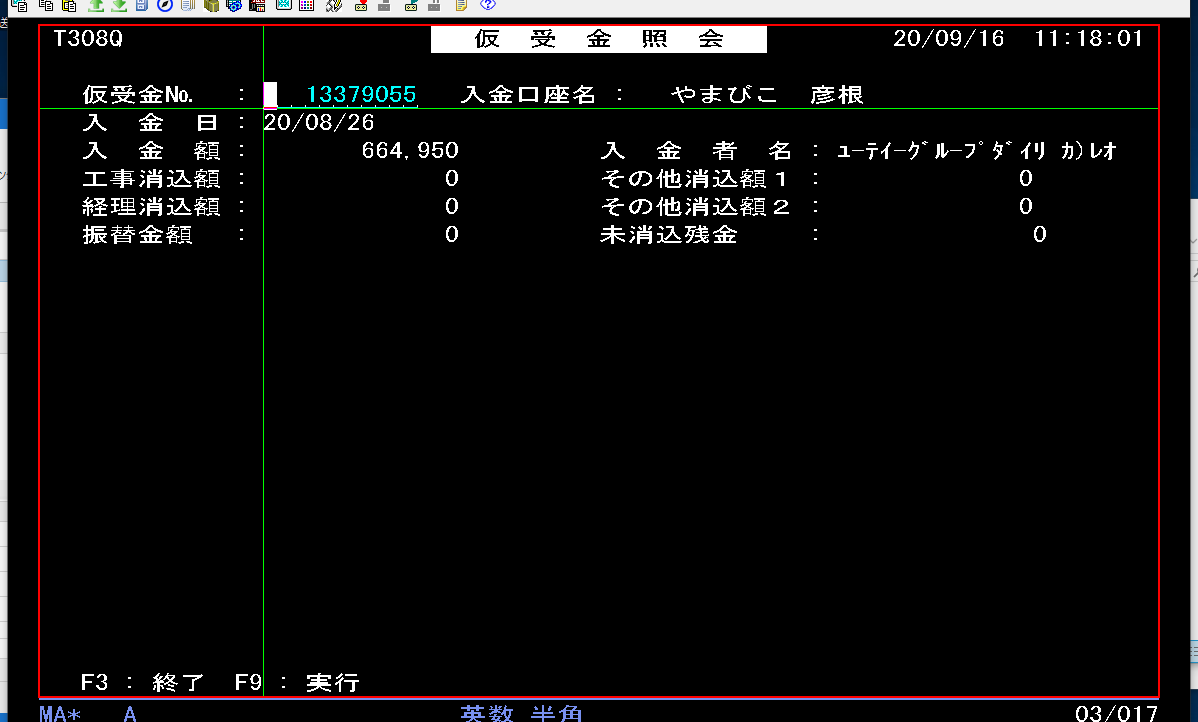 T308Q 仮 受 金 照 会 20/09/16 11:18:01
仮受金№. : 13379055 入金口座名 : やまびこ 彦根
入 金 日 : 20/08/26
入 金 額 : 664,950 入 金 者 名 : ﾕｰﾃｲｰｸﾞﾙｰﾌﾟﾀﾞｲﾘ ｶ)ﾚｵ
工事消込額 : 0 その他消込額１ : 0
経理消込額 : 0 その他消込額２ : 0
振替金額 : 0 未消込残金 : 0
F3 : 終了 F9 : 実行
MA* A 英数 半角 03/017